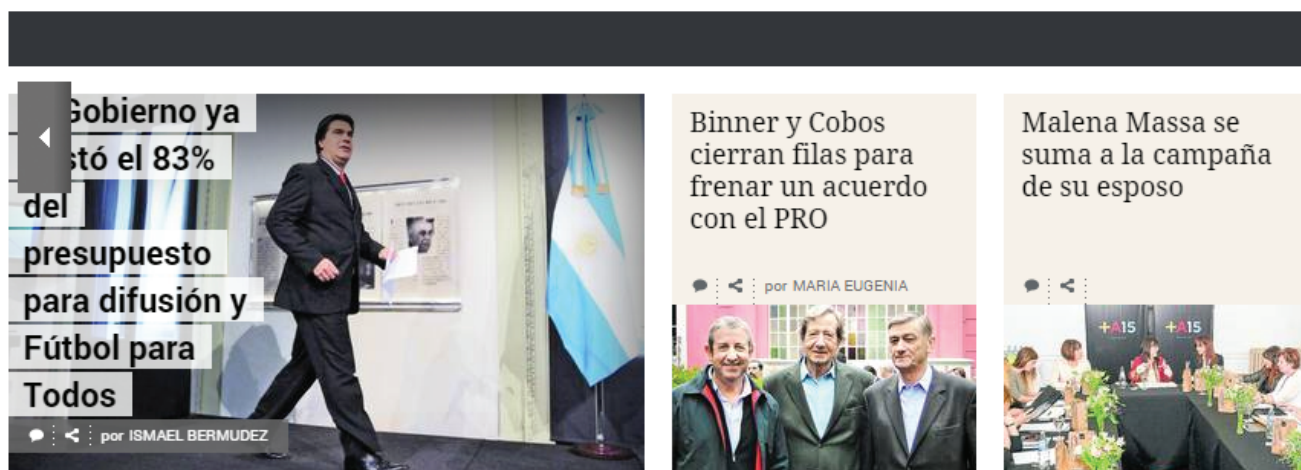 Gobierno ya
stó el 83%
del
presupuesto
para difusión y
Fútbol para
Todos
por ISMAEL BERMUDEZ
Binner y Cobos
cierran filas para
frenar un acuerdo
con el PRO
por MARIA EUGENIA
Malena Massa se
suma a la campaña
de su esposo
+A15 +A15